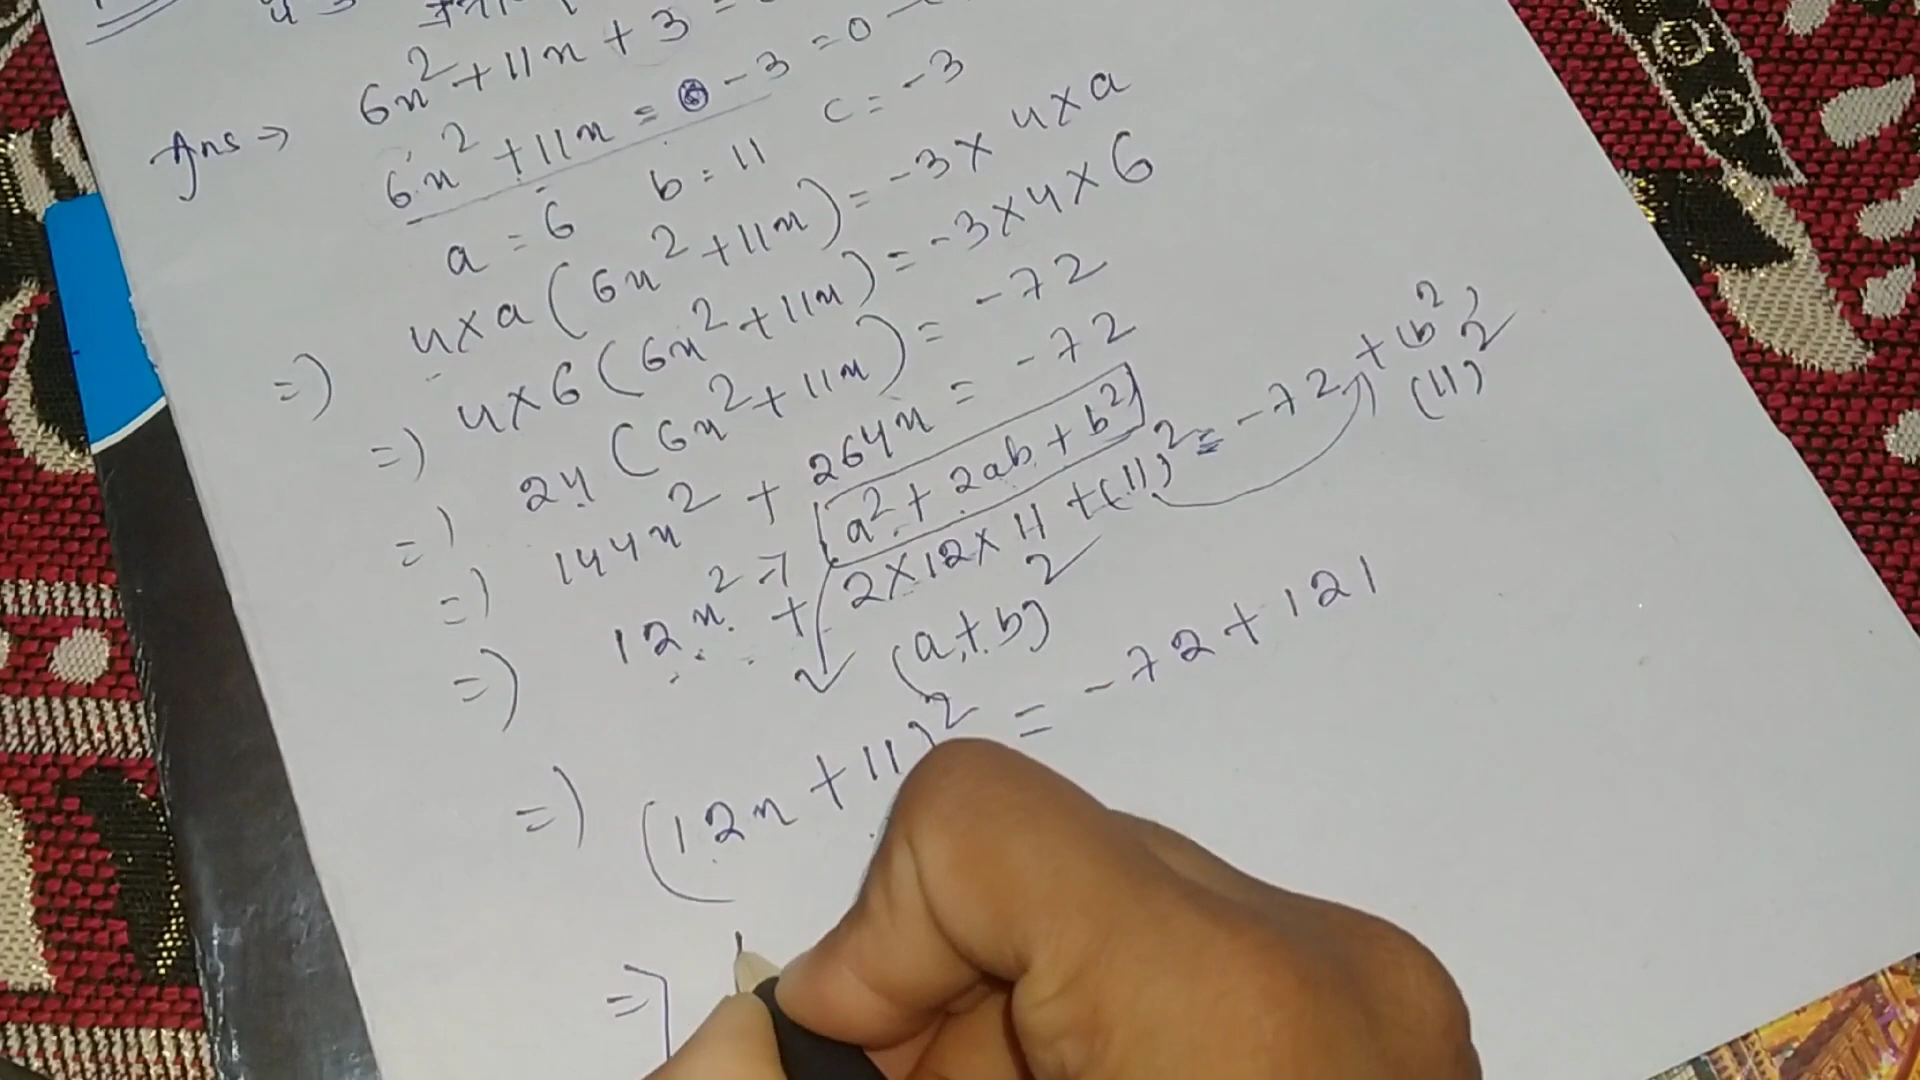 6x² + 11x + 3 =
Ans → 6x² + 11x = -3 = 0
a = 6 b = 11 c = -3
4×a (6x² + 11x) = -3 × 4×a
=) 4×6 (6x² + 11x) = -3×4×6
=) 24 (6x² + 11x) = -72
=) 144x² + 264x = -72
a² + 2ab + b²
=) 12x² + 2×12×11 + (11)² = -72 + (b²)
(11)²
=) (a+b)²
=) (12x + 11)² = -72 + 121
=)